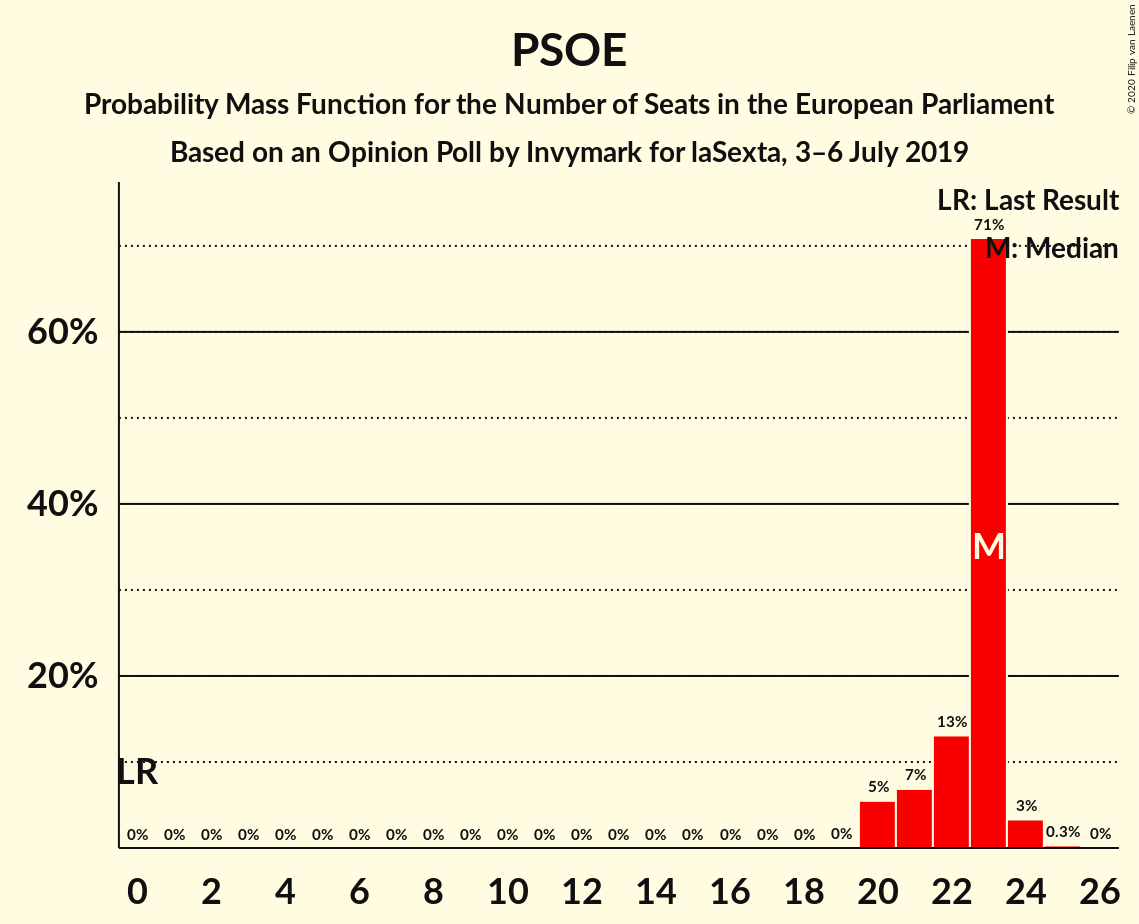 PSOE
Probability Mass Function for the Number of Seats in the European Parliament
Based on an Opinion Poll by Invymark for laSexta, 3–6 July 2019
© 2020 Filip van Laenen
LR: Last Result
M: Median
60%
40%
20%
LR
M
0% 0% 0% 0% 0% 0% 0% 0% 0% 0% 0% 0% 0% 0% 0% 0% 0% 0% 0% 0% 5% 7% 13% 71% 3% 0.3% 0%
0 2 4 6 8 10 12 14 16 18 20 22 24 26